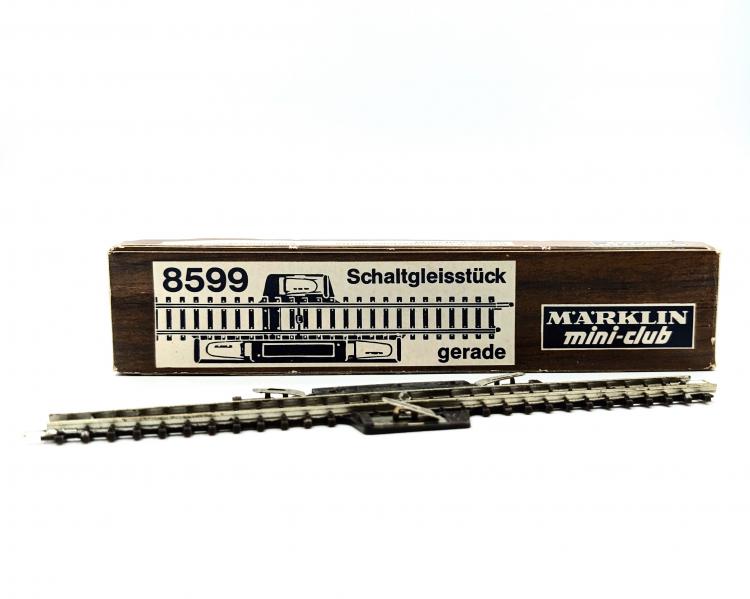 8599 Schaltgleisstück
gerade
MÄRKLIN
mini-club